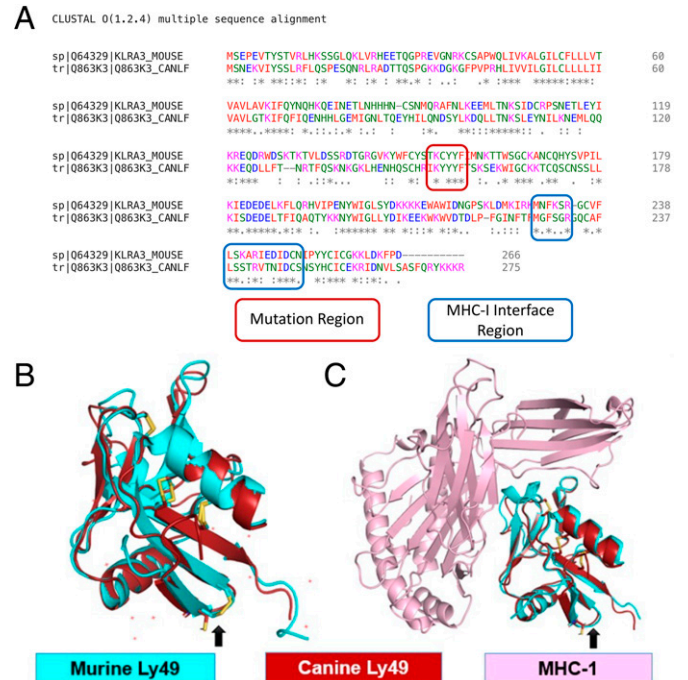 A
CLUSTAL O(1.2.4) multiple sequence alignment
sp|Q64329|KLRA3_MOUSE MSEPEVTYSTVRLHKSSGLQKLVRHEETQGPREVGNRKCSAPWQLIVKALGILCFLLLVT 60
tr|Q863K3|Q863K3_CANLF MSNEKVIYSSLRFLQSPESQNRLRADTTQSPGKKDGKGFPVPRHLIVVILGILCLLLLII 60
sp|Q64329|KLRA3_MOUSE VAVLAVKIFQYNQHKQEINETLNHHHN-CSNMQRAFNLKEEMLTNKSIDCRPSNETLEYI 119
tr|Q863K3|Q863K3_CANLF VAVLGTKIFQFIQENHHLGEMIGNLTQEYHILQNDSYLKDQLLTNKSLEYNILKNEMLQQ 120
sp|Q64329|KLRA3_MOUSE KREQDRWDSKTKTVLDSSRDTGRGVKYWFCYSTKCYYFIMNKTTWSGCKANCQHYSVPIL 179
tr|Q863K3|Q863K3_CANLF KKEQDLLFT--NRTFQSKNKGKLHENHQSCHRIKYYYFTSKSEKWIGCKKTCQSCNSSLL 178
sp|Q64329|KLRA3_MOUSE KIEDEDELKFLQRHVIPENYWIGLSYDKKKKEWAWIDNGPSKLDMKIRKMNFKSR-GCVF 238
tr|Q863K3|Q863K3_CANLF KISDEDELTFIQAQTYKKNYWIGLLYDIKEEKWKWVDTDLP-FGINFTFMGFSGRGQCAF 237
sp|Q64329|KLRA3_MOUSE LSKARIEDIDCNIPYYCICGKKLDKFPD---------- 266
tr|Q863K3|Q863K3_CANLF LSSTRVTNIDCSNSYHCICEKRIDNVLSASFQRYKKKR 275
Mutation Region
MHC-I Interface
Region
B
C
Murine Ly49
Canine Ly49
MHC-1